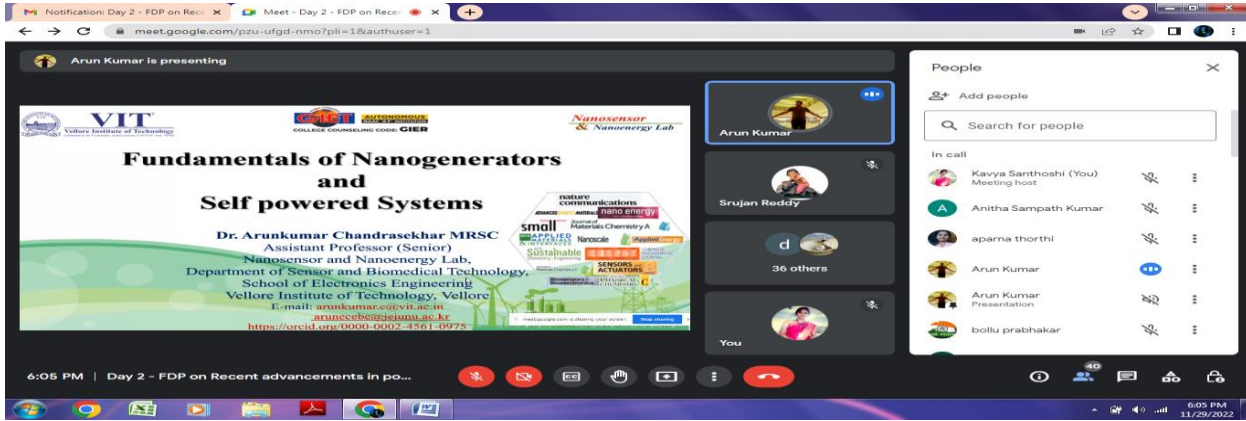 Notification: Day 2 - FDP on Rec
Meet - Day 2 - FDP on Recen
meet.google.com/pzu-ufgd-nmo?pli=1&authuser=1
Arun Kumar is presenting
VIT
Vellore Institute of Technology
GIET
AUTONOMOUS
COLLEGE COUNSELING CODE: GIER
Nanosensor
& Nanoenergy Lab
Fundamentals of Nanogenerators
and
Self powered Systems
Dr. Arunkumar Chandrasekhar MRSC
Assistant Professor (Senior)
Nanosensor and Nanoenergy Lab,
Department of Sensor and Biomedical Technology,
School of Electronics Engineering
Vellore Institute of Technology, Vellore
E-mail: arunkumar.c@vit.ac.in
arunecebe@jejunu.ac.kr
https://orcid.org/0000-0002-4561-0975
nature
communications
nano energy
small
Journal of
Materials Chemistry A
APPLIED
MATERIALS
& INTERFACES
Nanoscale
AppliedEnergy
Sustainable
SENSORS and
ACTUATORS
meet.google.com is sharing your screen.
Stop sharing
Arun Kumar
Srujan Reddy
d
36 others
You
People
Add people
Search for people
In call
Kavya Santhoshi (You)
Meeting host
A
Anitha Sampath Kumar
aparna thorthi
Arun Kumar
Arun Kumar
Presentation
bollu prabhakar
6:05 PM | Day 2 - FDP on Recent advancements in po...
40
6:05 PM
11/29/2022